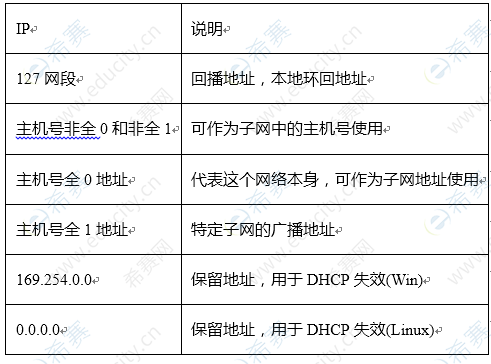 IP 说明
127 网段 回播地址，本地环回地址
主机号非全 0 和非全 1 可作为子网中的主机号使用
主机号全 0 地址 代表这个网络本身，可作为子网地址使用
主机号全 1 地址 特定子网的广播地址
169.254.0.0 保留地址，用于 DHCP 失效(Win)
0.0.0.0 保留地址，用于 DHCP 失效(Linux)
希赛
www.educity.cn
希赛网